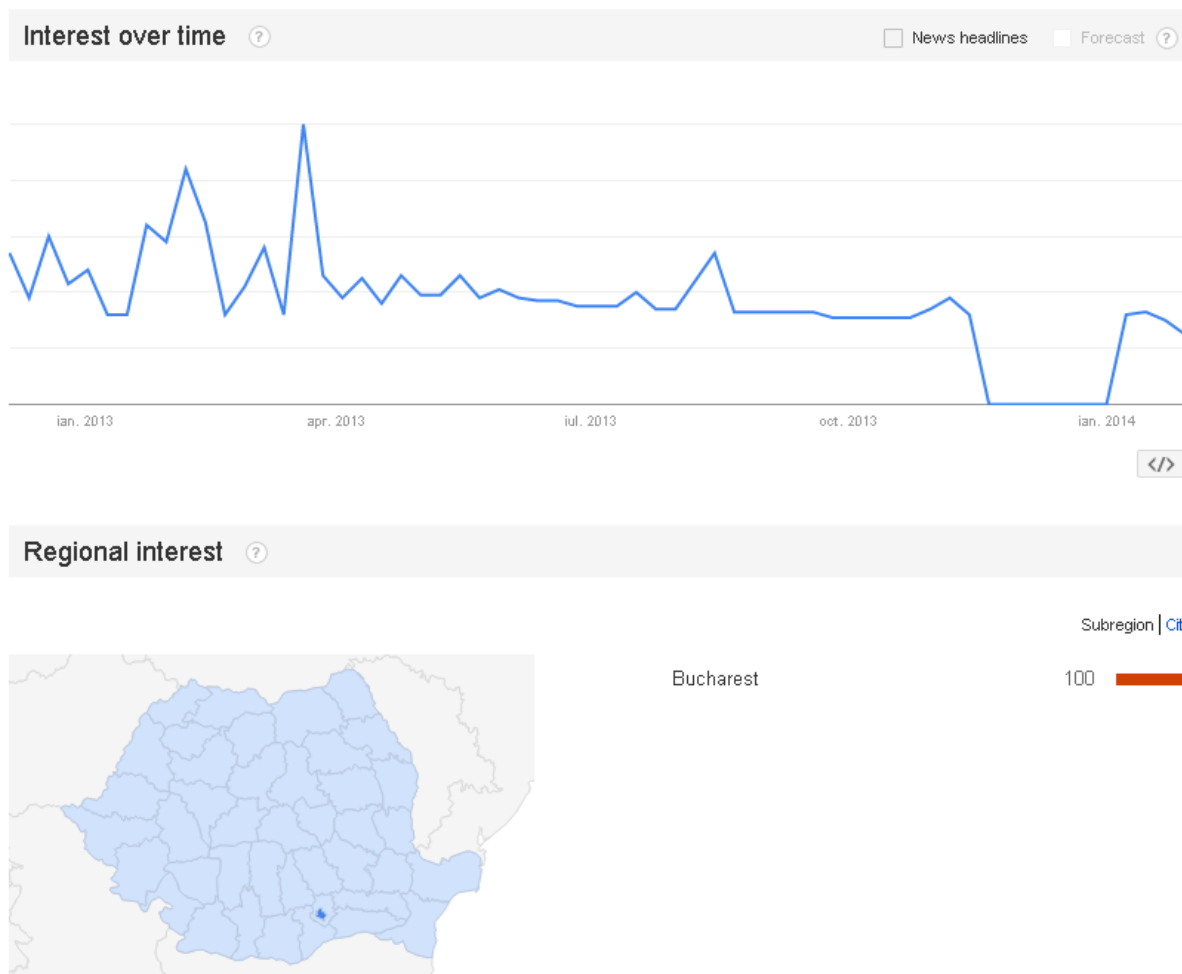 Interest over time ?
News headlines Forecast ?
ian. 2013 apr. 2013 iul. 2013 oct. 2013 ian. 2014
</>
Regional interest ?
Subregion | Cit
Bucharest 100